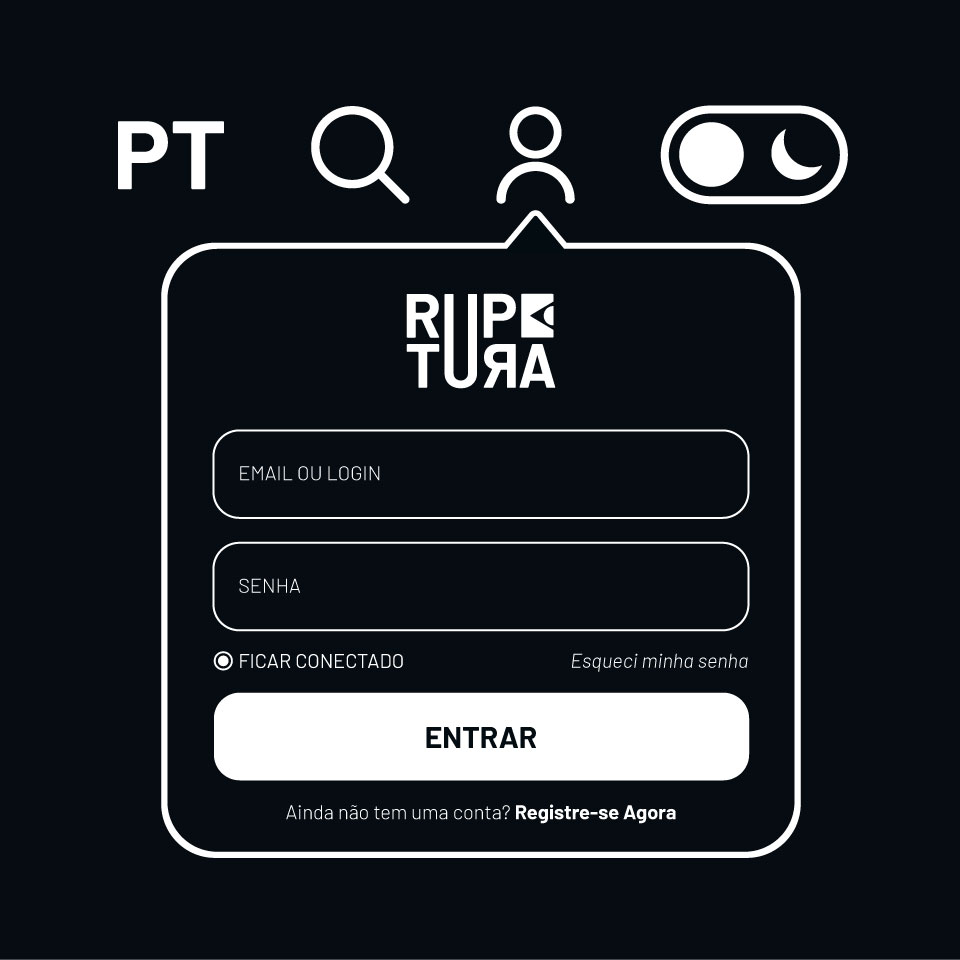 PT
RUP
TURA
EMAIL OU LOGIN
SENHA
FICAR CONECTADO
Esqueci minha senha
ENTRAR
Ainda não tem uma conta? Registre-se Agora